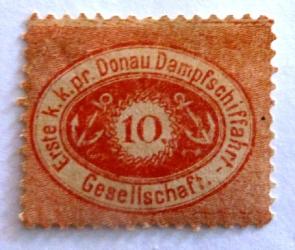 Erste k. k. pr. Donau Dampfschiffahrt-
Gesellschaft.
10